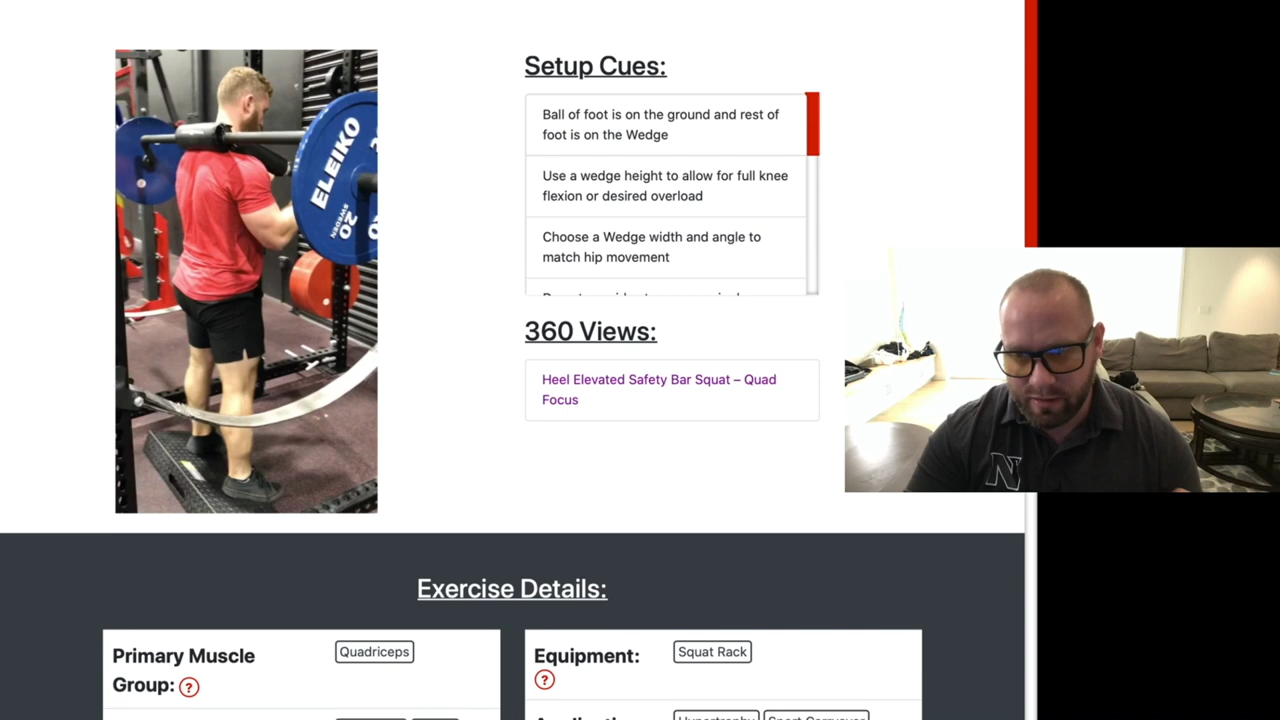 Setup Cues:
Ball of foot is on the ground and rest of
foot is on the Wedge
Use a wedge height to allow for full knee
flexion or desired overload
Choose a Wedge width and angle to
match hip movement
360 Views:
Heel Elevated Safety Bar Squat – Quad
Focus
ELEIKO
SWEDEN
20
N
Exercise Details:
Primary Muscle
Group: ?
Quadriceps
Equipment:
?
Squat Rack